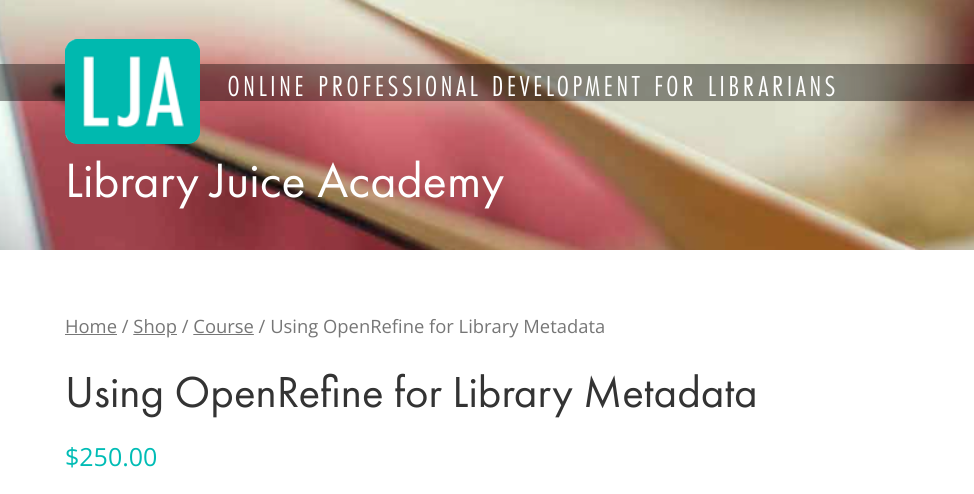 LJA
ONLINE PROFESSIONAL DEVELOPMENT FOR LIBRARIANS
Library Juice Academy
Home / Shop / Course / Using OpenRefine for Library Metadata
Using OpenRefine for Library Metadata
$250.00